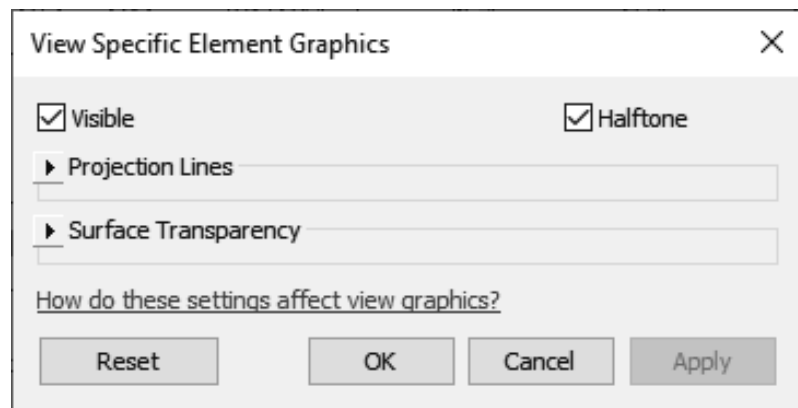 View Specific Element Graphics
Visible
Halftone
Projection Lines
Surface Transparency
How do these settings affect view graphics?
Reset
OK
Cancel
Apply